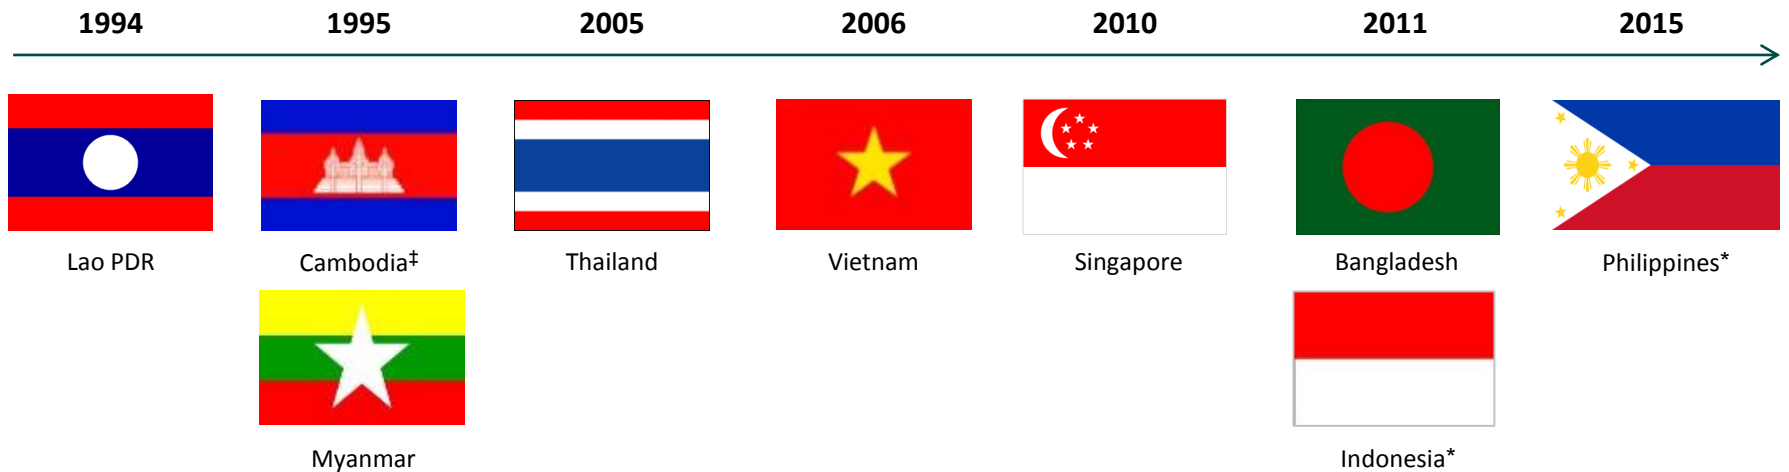 1994 1995 2005 2006 2010 2011 2015
Lao PDR Cambodia‡ Thailand Vietnam Singapore Bangladesh Philippines*
Myanmar Indonesia*